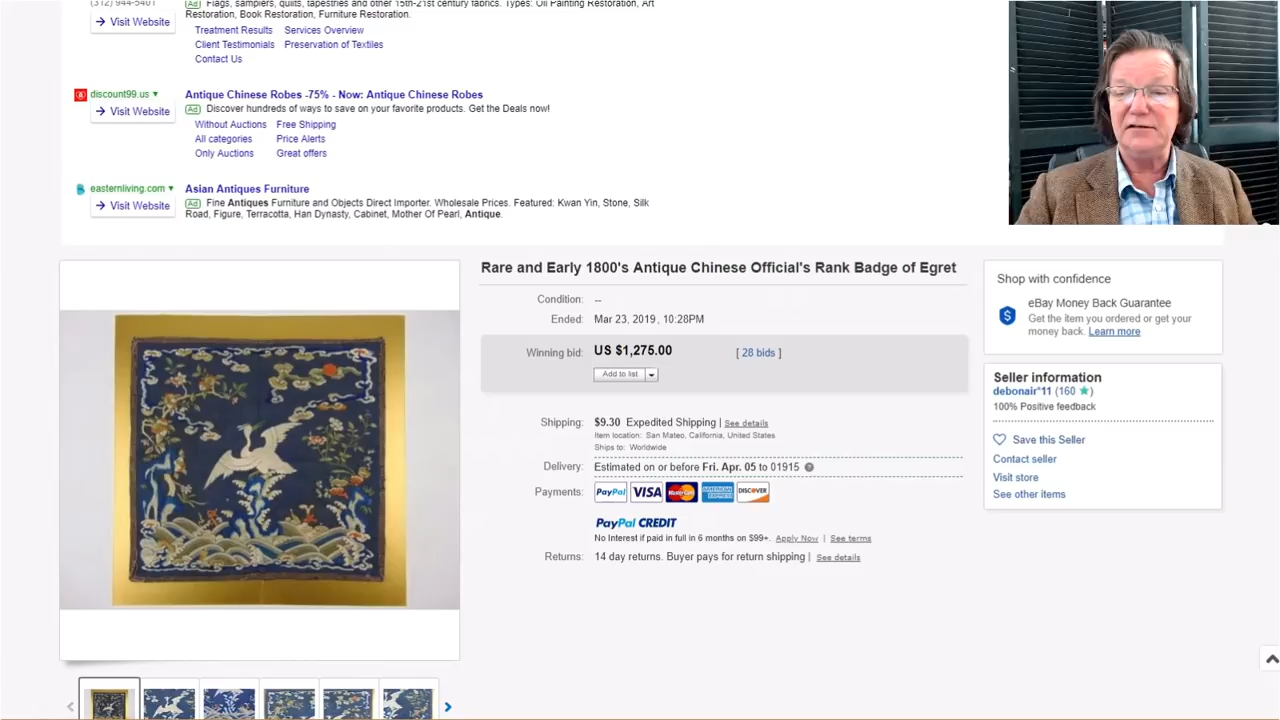 (312) 944-5401
Visit Website
Ad Flags, samplers, quilts, tapestries and other 15th-21st century fabrics. Types: Oil Painting Restoration, Art
Restoration, Book Restoration, Furniture Restoration.
Treatment Results Services Overview
Client Testimonials Preservation of Textiles
Contact Us
discount99.us
Visit Website
Antique Chinese Robes -75% - Now: Antique Chinese Robes
Ad Discover hundreds of ways to save on your favorite products. Get the Deals now!
Without Auctions Free Shipping
All categories Price Alerts
Only Auctions Great offers
easternliving.com
Visit Website
Asian Antiques Furniture
Ad Fine Antiques Furniture and Objects Direct Importer. Wholesale Prices. Featured: Kwan Yin, Stone, Silk
Road, Figure, Terracotta, Han Dynasty, Cabinet, Mother Of Pearl, Antique.
Rare and Early 1800's Antique Chinese Official's Rank Badge of Egret
Condition: --
Ended: Mar 23, 2019 , 10:28PM
Winning bid: US $1,275.00 [ 28 bids ]
Add to list
Shipping: $9.30 Expedited Shipping | See details
Item location: San Mateo, California, United States
Ships to: Worldwide
Delivery: Estimated on or before Fri. Apr. 05 to 01915
Payments: PayPal VISA MasterCard AMERICAN EXPRESS DISCOVER
PayPal CREDIT
No Interest if paid in full in 6 months on $99+. Apply Now | See terms
Returns: 14 day returns. Buyer pays for return shipping | See details
Shop with confidence
eBay Money Back Guarantee
Get the item you ordered or get your
money back. Learn more
Seller information
debonair*11 (160 )
100% Positive feedback
Save this Seller
Contact seller
Visit store
See other items